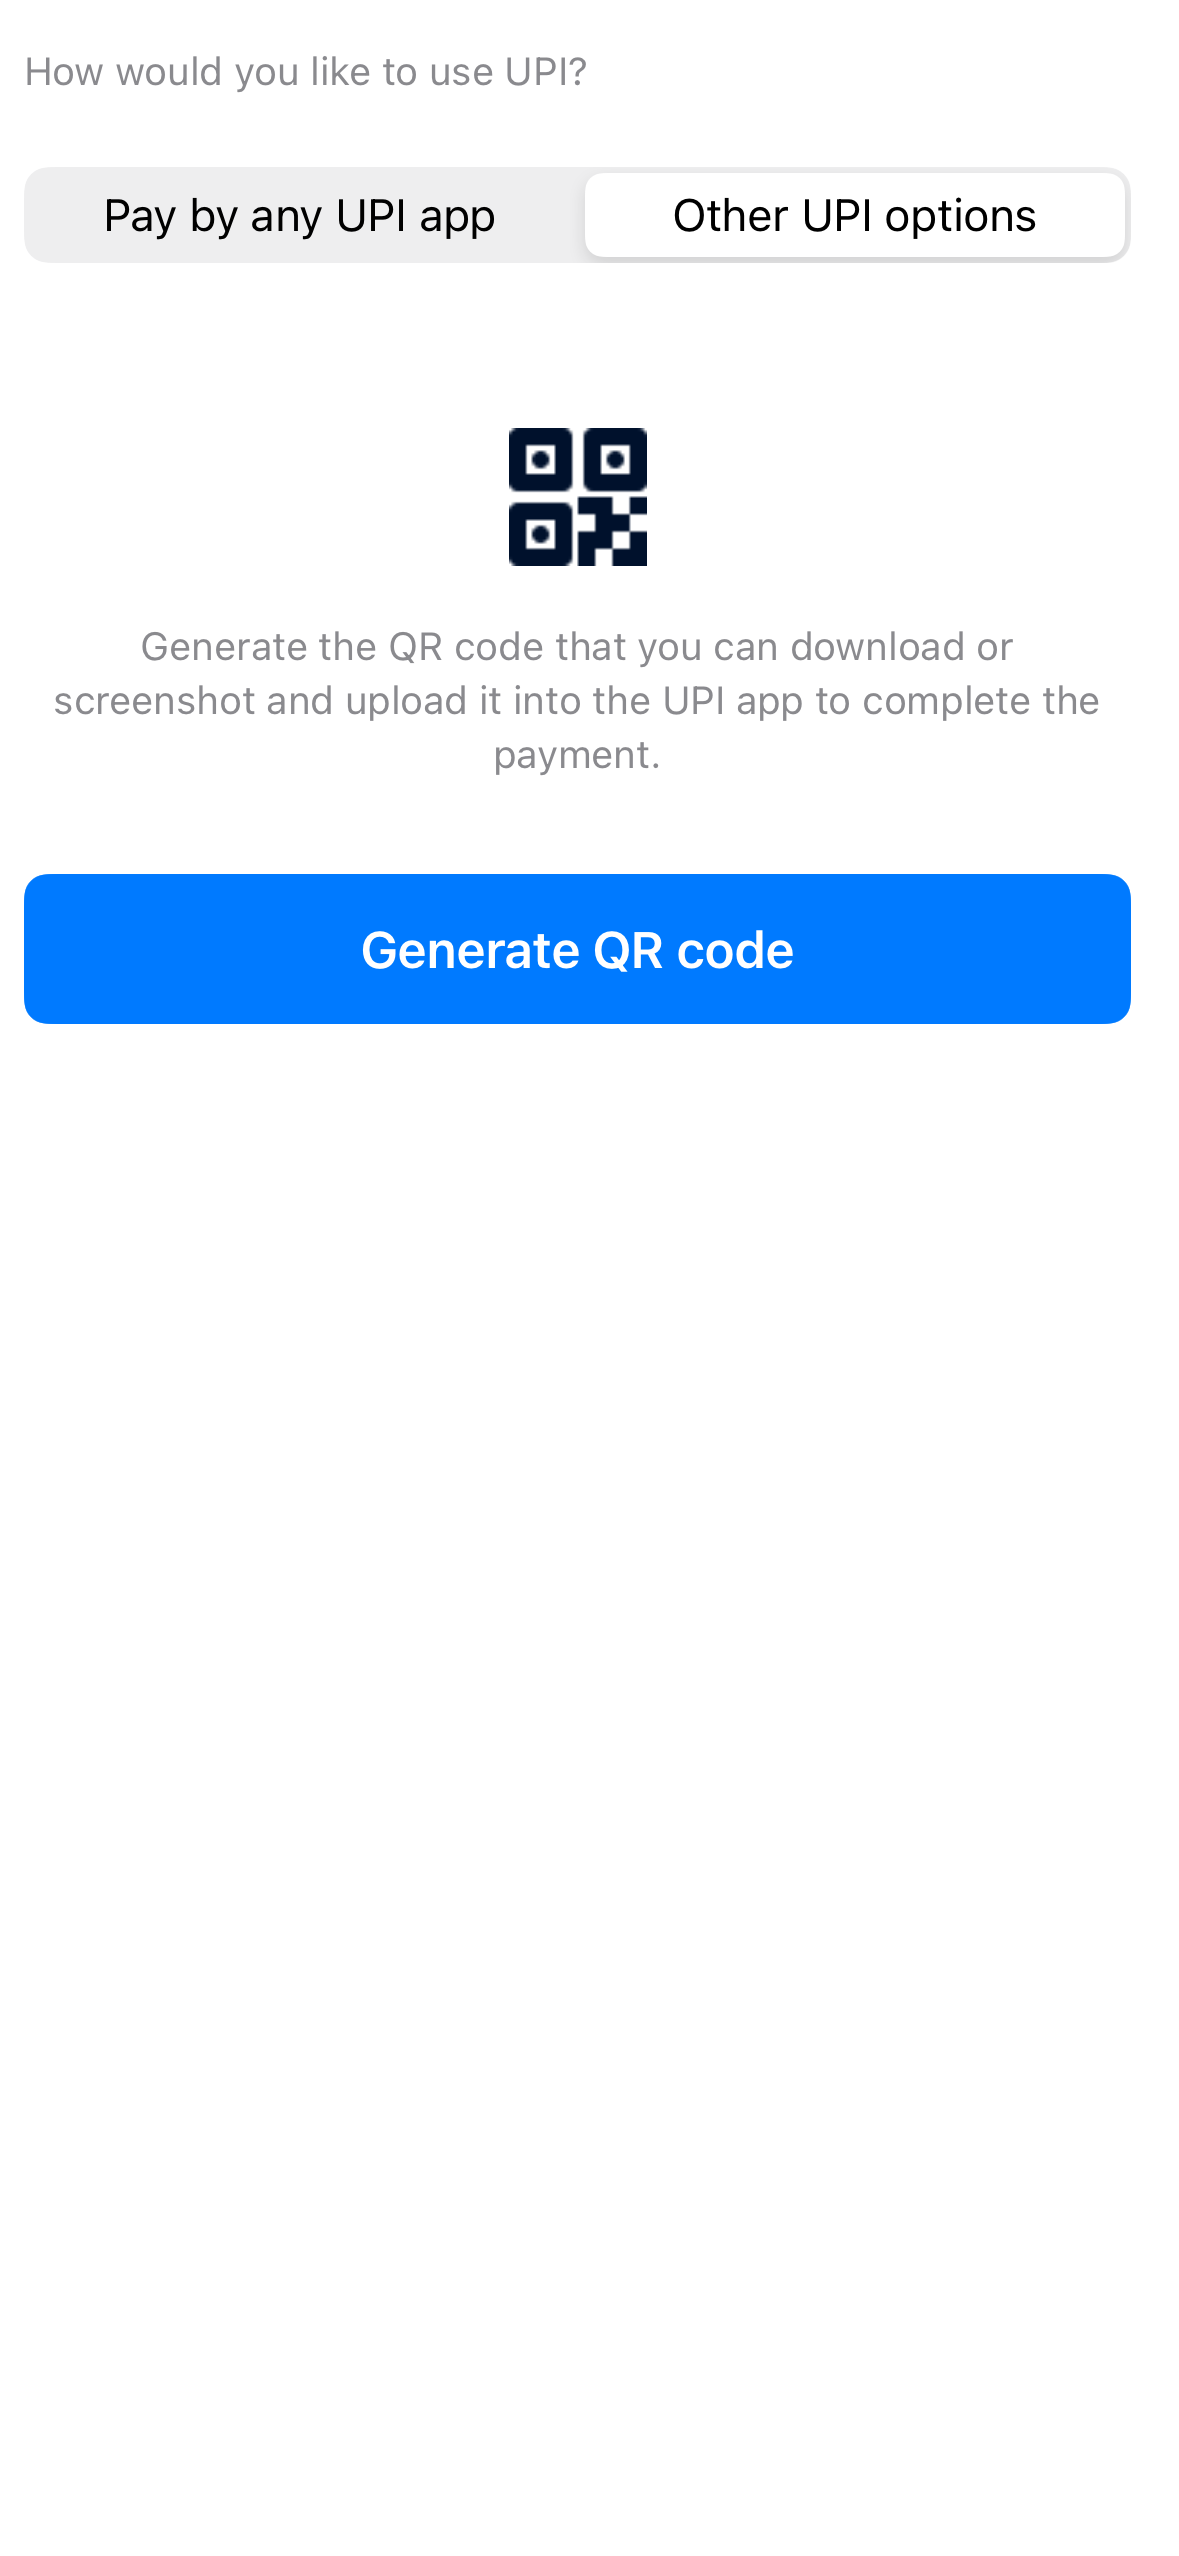 How would you like to use UPI?
Pay by any UPI app
Other UPI options
Generate the QR code that you can download or
screenshot and upload it into the UPI app to complete the
payment.
Generate QR code